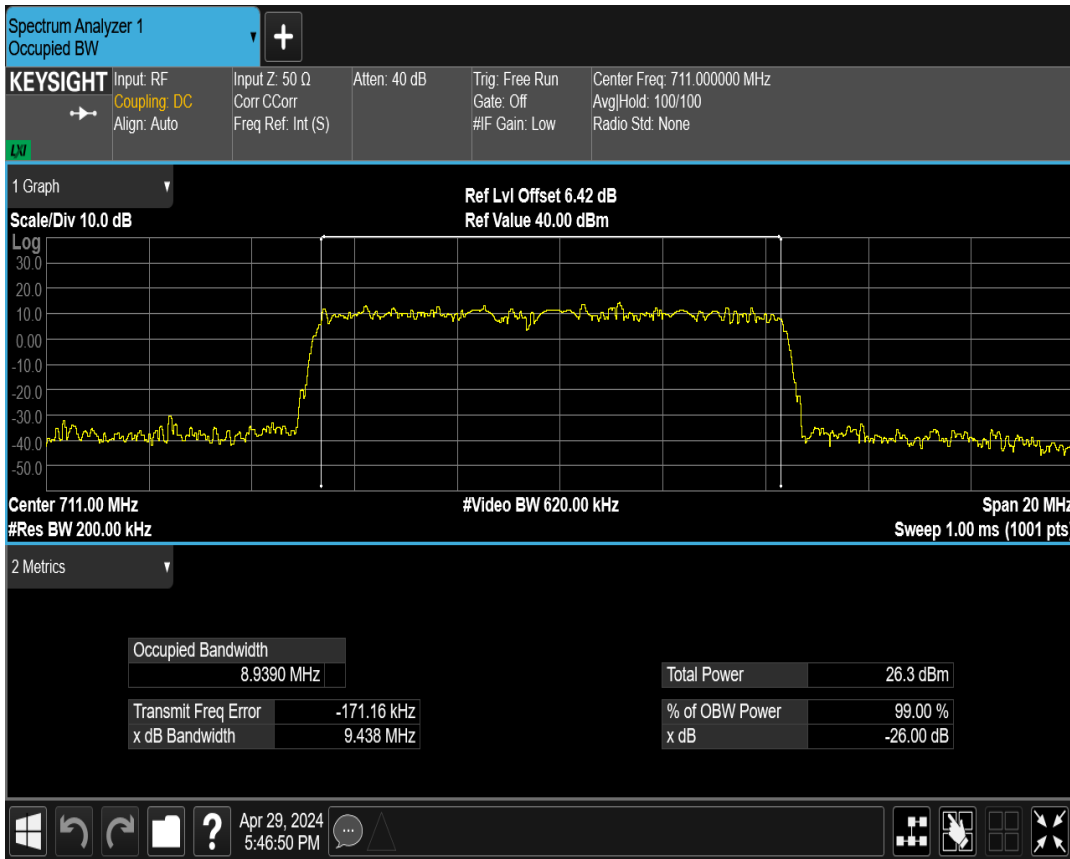 Spectrum Analyzer 1
Occupied BW
+
KEYSIGHT
LXI
Input: RF
Coupling: DC
Align: Auto
Input Z: 50 Ω
Corr CCorr
Freq Ref: Int (S)
Atten: 40 dB
Trig: Free Run
Gate: Off
#IF Gain: Low
Center Freq: 711.000000 MHz
Avg|Hold: 100/100
Radio Std: None
1 Graph
Scale/Div 10.0 dB
Ref Lvl Offset 6.42 dB
Ref Value 40.00 dBm
Log
30.0
20.0
10.0
0.00
-10.0
-20.0
-30.0
-40.0
-50.0
Center 711.00 MHz
#Video BW 620.00 kHz
Span 20 MHz
#Res BW 200.00 kHz
Sweep 1.00 ms (1001 pts)
2 Metrics
Occupied Bandwidth
8.9390 MHz
Total Power 26.3 dBm
Transmit Freq Error -171.16 kHz
% of OBW Power 99.00 %
x dB Bandwidth 9.438 MHz
x dB -26.00 dB
?
Apr 29, 2024
5:46:50 PM